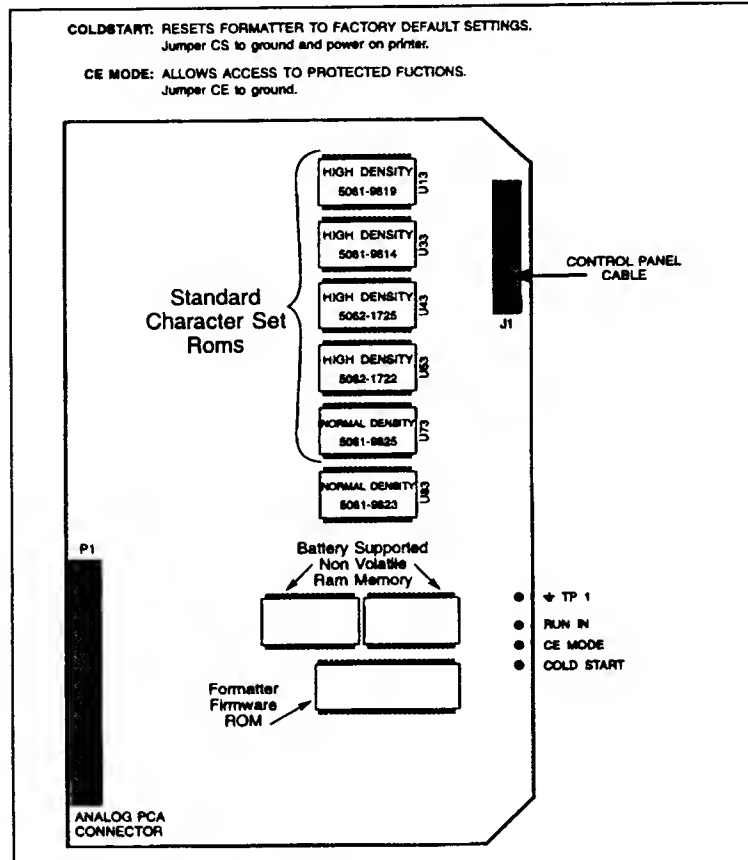 COLDSTART: RESETS FORMATTER TO FACTORY DEFAULT SETTINGS.
Jumper CS to ground and power on printer.
CE MODE: ALLOWS ACCESS TO PROTECTED FUCTIONS.
Jumper CE to ground.
HIGH DENSITY
5061-9819
U13
HIGH DENSITY
5061-9814
U33
HIGH DENSITY
5062-1725
U43
HIGH DENSITY
5062-1722
U53
NORMAL DENSITY
5061-9825
U73
NORMAL DENSITY
5061-9823
U83
Standard
Character Set
Roms
CONTROL PANEL
CABLE
J1
P1
Battery Supported
Non Volatile
Ram Memory
TP 1
RUN IN
CE MODE
COLD START
Formatter
Firmware
ROM
ANALOG PCA
CONNECTOR